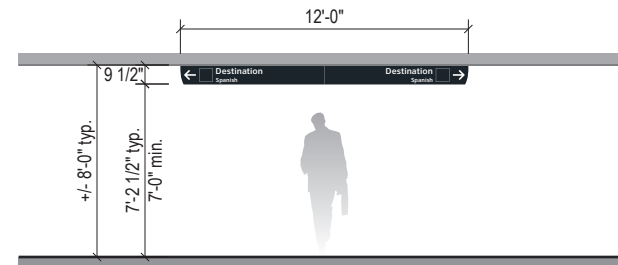 12'-0"
9 1/2"
Destination
Spanish
Destination
Spanish
+/- 8'-0" typ.
7'-2 1/2" typ.
7'-0" min.